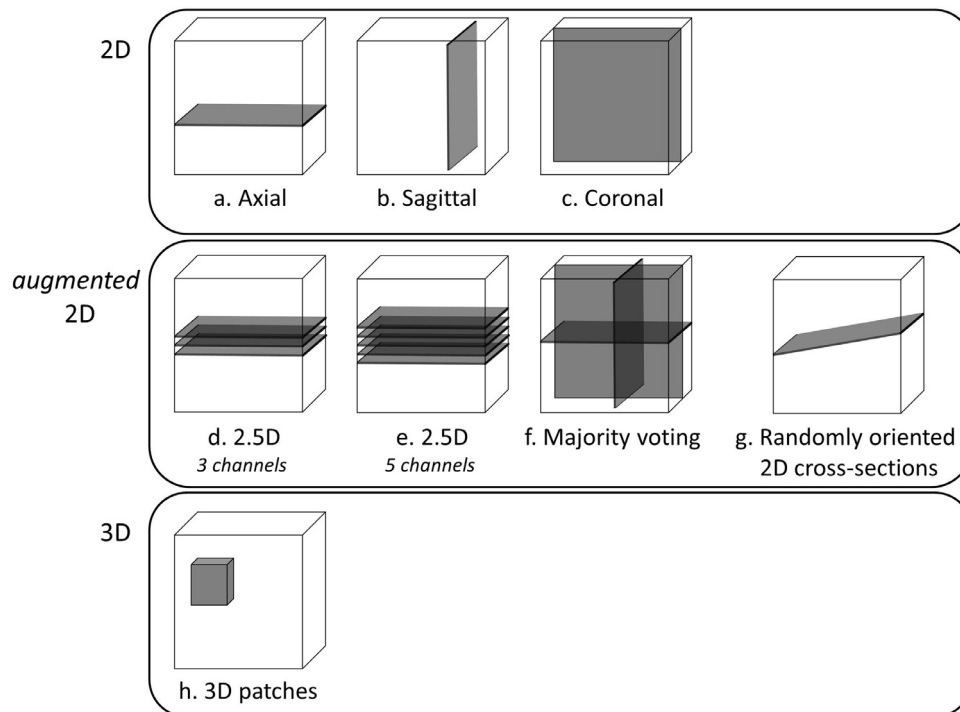 2D
a. Axial
b. Sagittal
c. Coronal
augmented
2D
d. 2.5D
3 channels
e. 2.5D
5 channels
f. Majority voting
g. Randomly oriented
2D cross-sections
3D
h. 3D patches